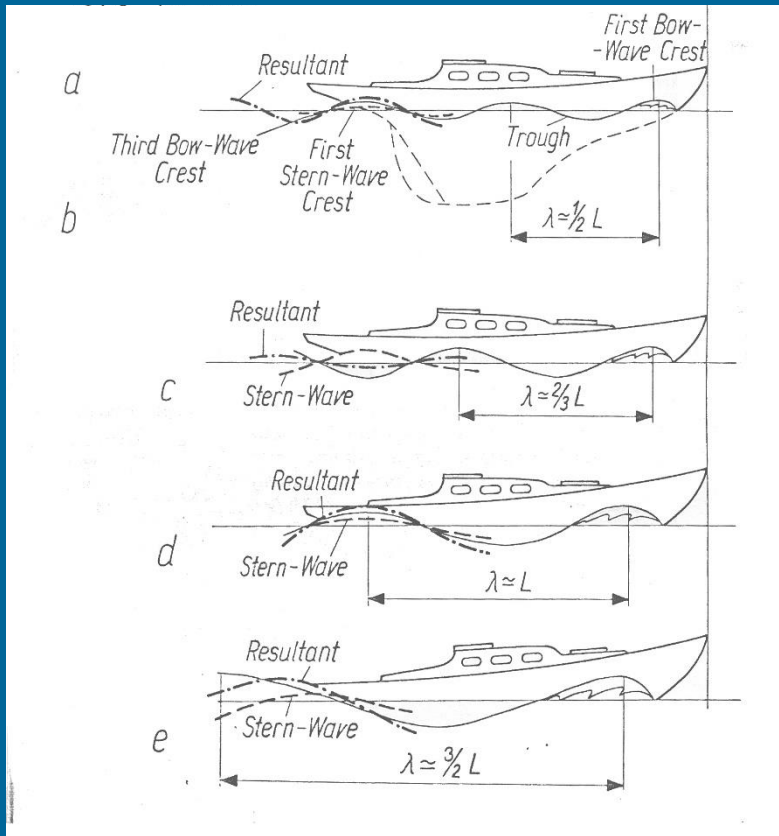 a
Resultant
First Bow-
-Wave Crest
Third Bow-Wave
Crest
First
Stern-Wave
Crest
Trough
b
λ≃½ L
Resultant
Stern-Wave
c
λ≃⅔ L
Resultant
Stern-Wave
d
λ≃L
Resultant
Stern-Wave
e
λ≃³⁄₂ L